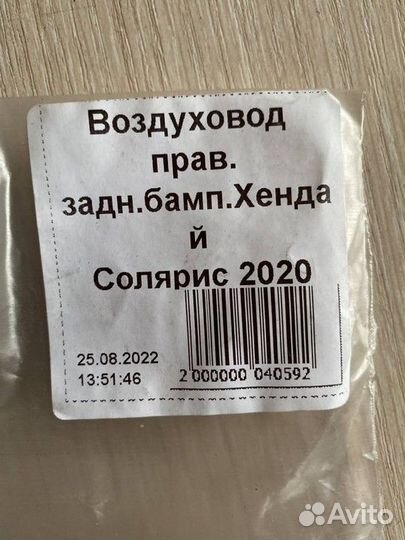 Воздуховод
прав.
задн.бамп.Хенда
й
Солярис 2020
25.08.2022
13:51:46
2 000000 040592
Avito